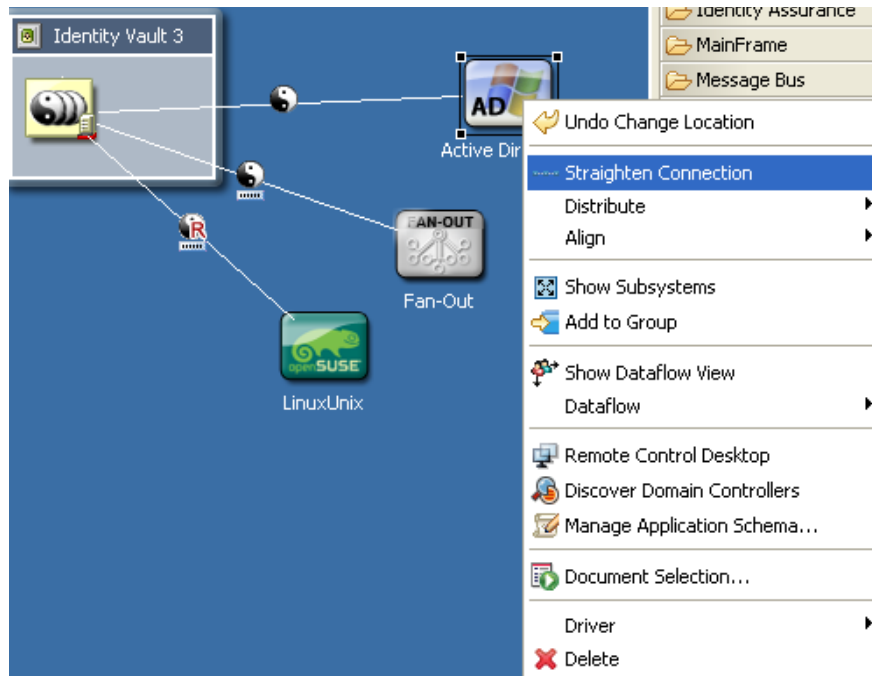 Identity Vault 3
Identity Assurance
MainFrame
Message Bus
AD
Active Dir
Undo Change Location
Straighten Connection
Distribute
Align
FAN-OUT
Fan-Out
Show Subsystems
Add to Group
R
openSUSE
LinuxUnix
Show Dataflow View
Dataflow
Remote Control Desktop
Discover Domain Controllers
Manage Application Schema...
Document Selection...
Driver
Delete